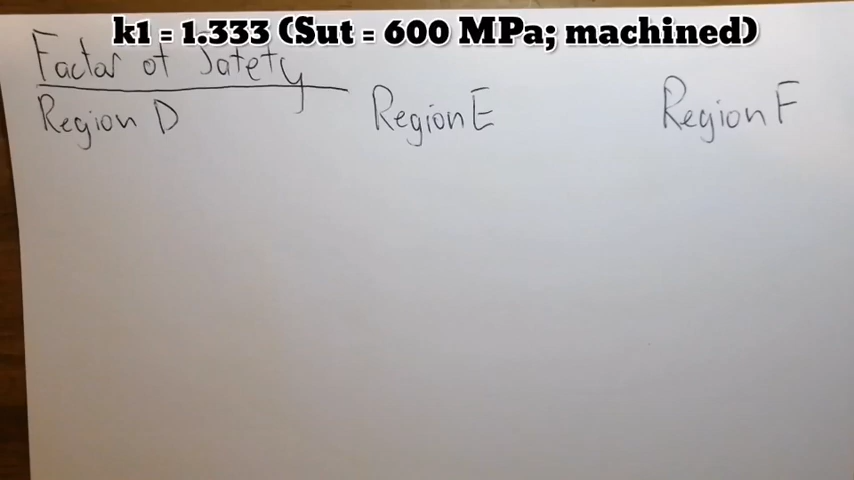 k1 = 1.333 (Sut = 600 MPa; machined)
Factor of Safety
Region D Region E Region F